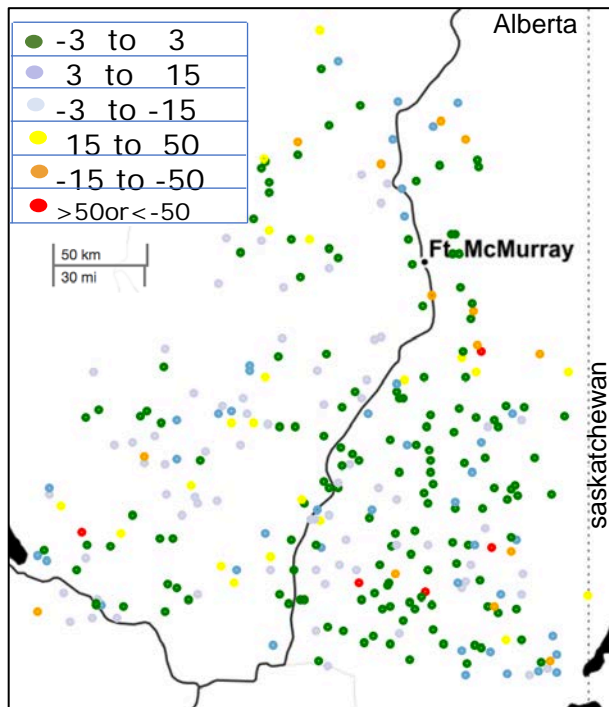 Alberta
-3 to 3
3 to 15
-3 to -15
15 to 50
-15 to -50
>50or<-50
50 km
30 mi
Ft. McMurray
saskatchewan